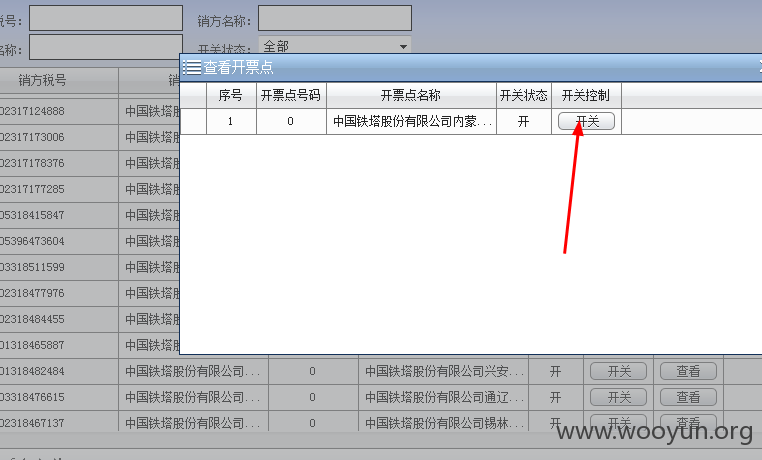 税号： 销方名称：
名称： 开关状态： 全部
查看开票点
销方税号 销
序号 开票点号码 开票点名称 开关状态 开关控制
1 0 中国铁塔股份有限公司内蒙... 开 开关
02317124888 中国铁塔股
02317173006 中国铁塔股
02317178376 中国铁塔股
02317177285 中国铁塔股
05318415847 中国铁塔股
05396473604 中国铁塔股
03318511599 中国铁塔股
02318477976 中国铁塔股
02318484455 中国铁塔股
01318465887 中国铁塔股
01318482484 中国铁塔股份有限公司... 0 中国铁塔股份有限公司兴安... 开 开关 查看
03318476615 中国铁塔股份有限公司... 0 中国铁塔股份有限公司通辽... 开 开关 查看
02318467137 中国铁塔股份有限公司... 0 中国铁塔股份有限公司锡林... 开 开关 查看
www.wooyun.org